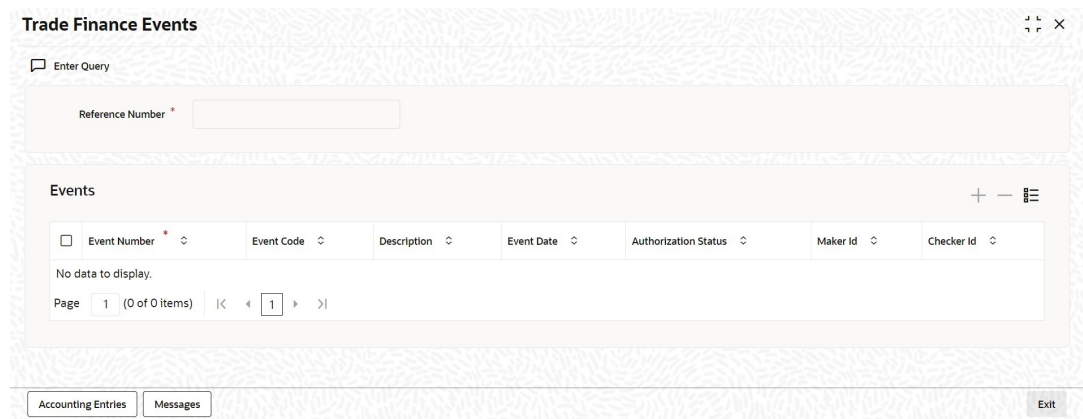 Trade Finance Events
Enter Query
Reference Number *
Events
Event Number * Event Code Description Event Date Authorization Status Maker Id Checker Id
No data to display.
Page 1 (0 of 0 items) 1
Accounting Entries Messages Exit